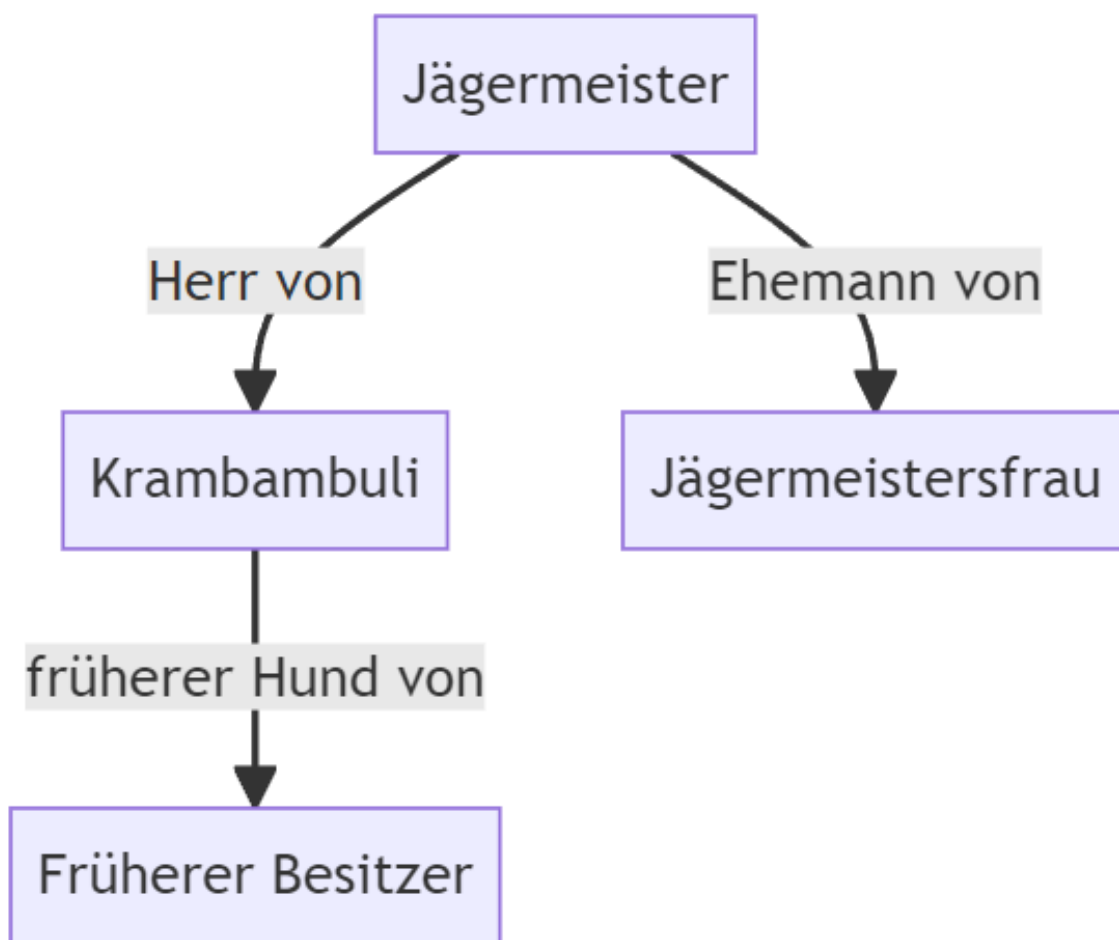 Jägermeister
Herr von
Ehemann von
Krambambuli
Jägermeistersfrau
früherer Hund von
Früherer Besitzer